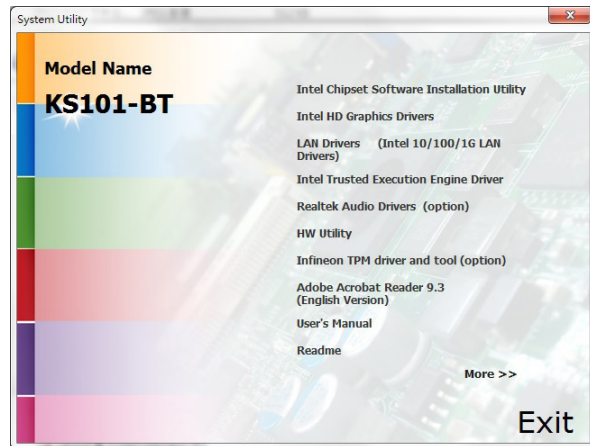 System Utility
Model Name
KS101-BT
Intel Chipset Software Installation Utility
Intel HD Graphics Drivers
LAN Drivers (Intel 10/100/1G LAN
Drivers)
Intel Trusted Execution Engine Driver
Realtek Audio Drivers (option)
HW Utility
Infineon TPM driver and tool (option)
Adobe Acrobat Reader 9.3
(English Version)
User's Manual
Readme
More >>
Exit